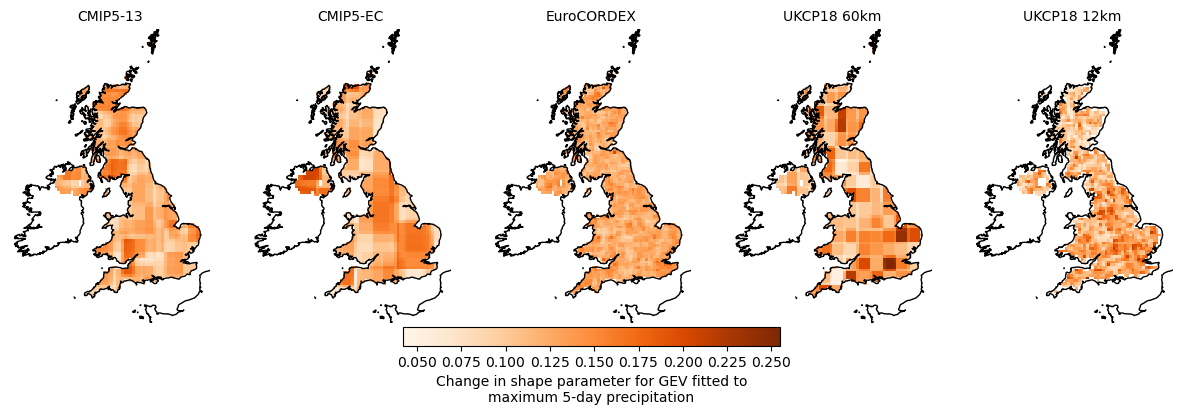 CMIP5-13 CMIP5-EC EuroCORDEX UKCP18 60km UKCP18 12km
0.050 0.075 0.100 0.125 0.150 0.175 0.200 0.225 0.250
Change in shape parameter for GEV fitted to
maximum 5-day precipitation